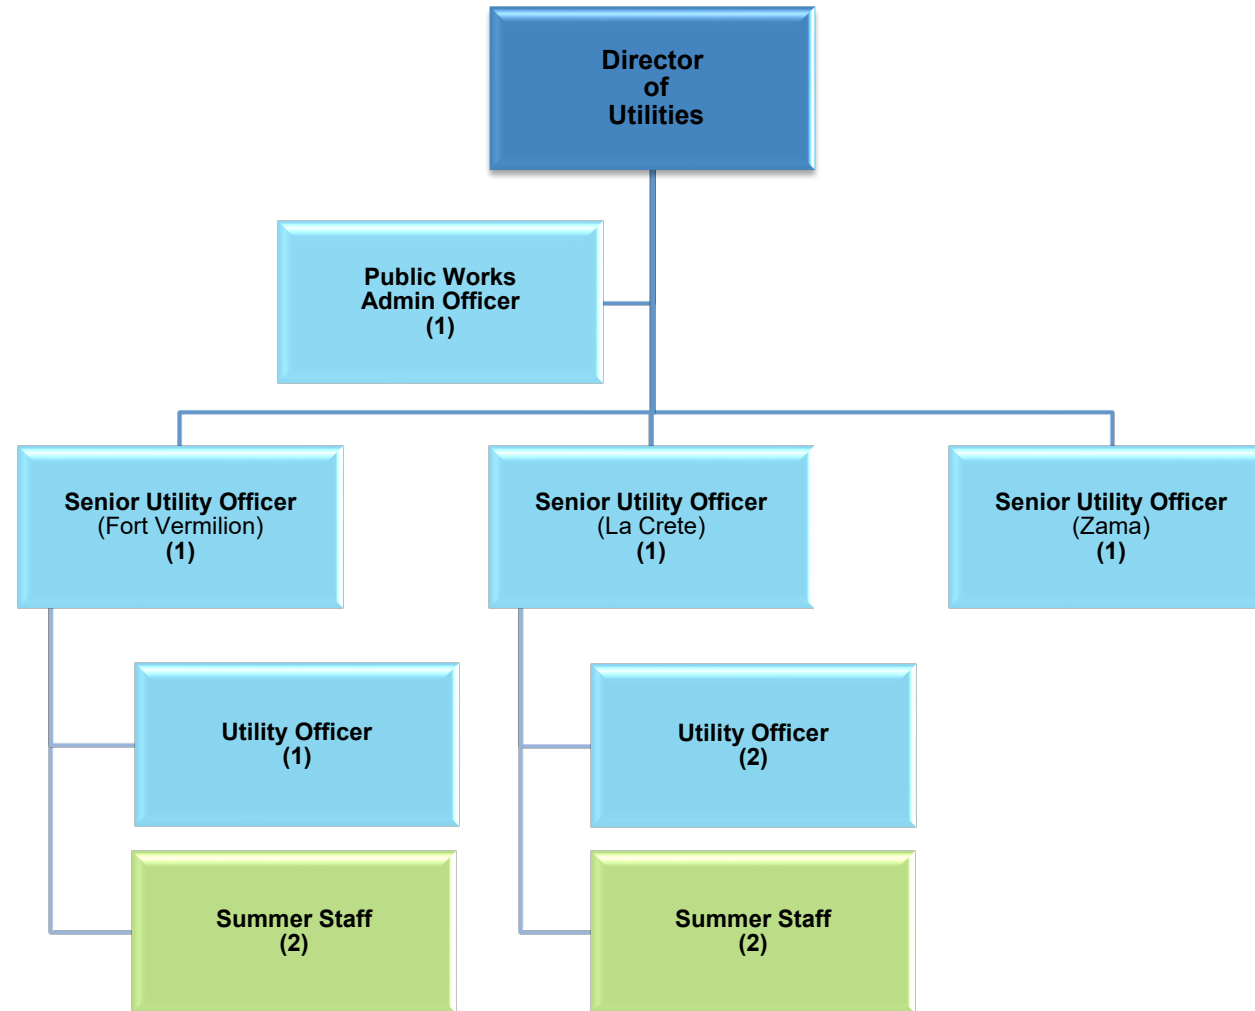 Director
of
Utilities
Public Works
Admin Officer
(1)
Senior Utility Officer
(Fort Vermilion)
(1)
Senior Utility Officer
(La Crete)
(1)
Senior Utility Officer
(Zama)
(1)
Utility Officer
(1)
Utility Officer
(2)
Summer Staff
(2)
Summer Staff
(2)